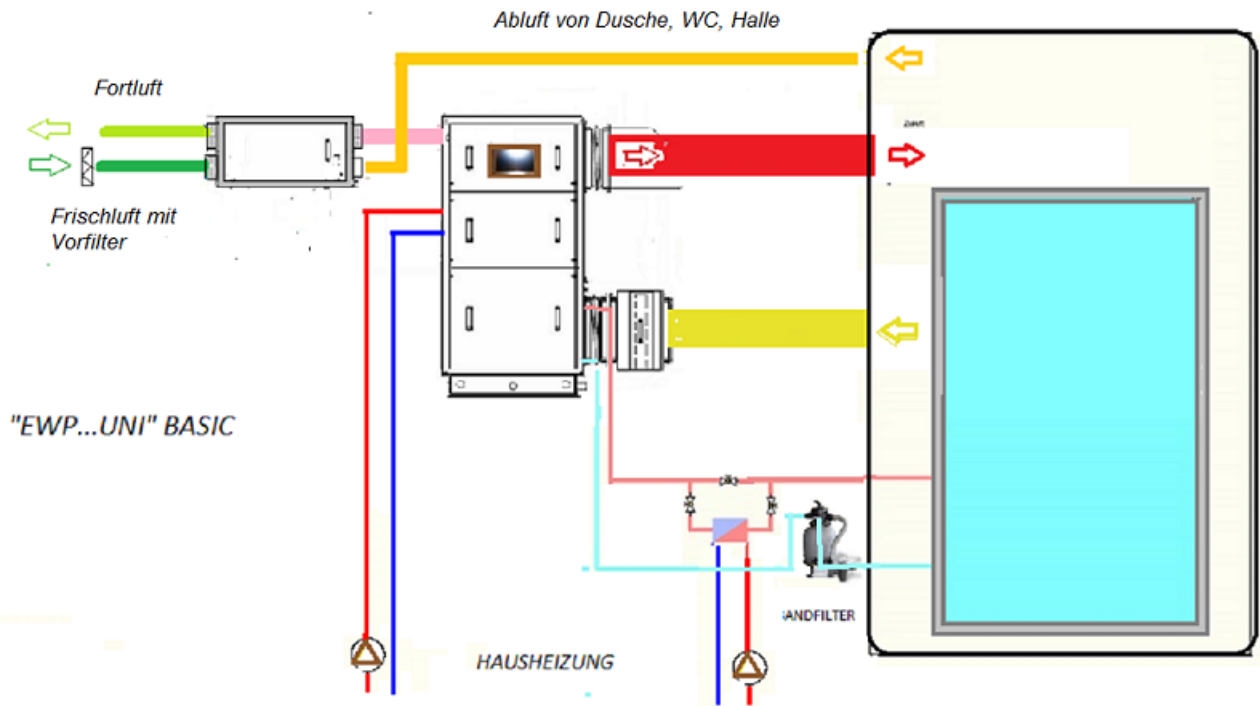 Abluft von Dusche, WC, Halle
Fortluft
Frischluft mit
Vorfilter
"EWP...UNI" BASIC
ANDFILTER
HAUSHEIZUNG